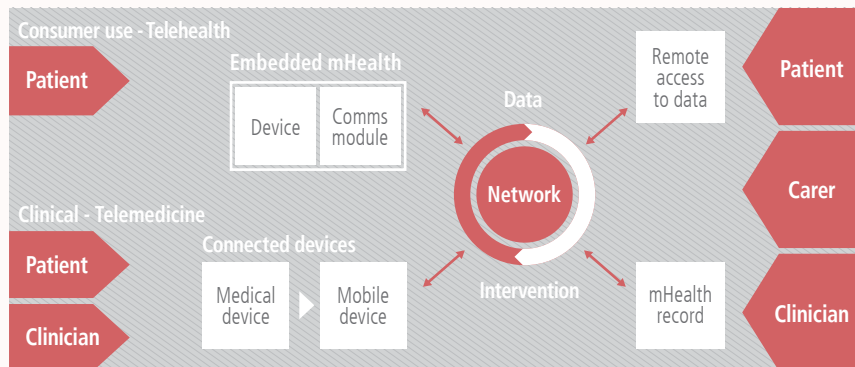 Consumer use - Telehealth
Patient
Embedded mHealth
Device
Comms
module
Data
Remote
access
to data
Patient
Network
Carer
Clinical - Telemedicine
Patient
Clinician
Connected devices
Medical
device
Mobile
device
Intervention
mHealth
record
Clinician